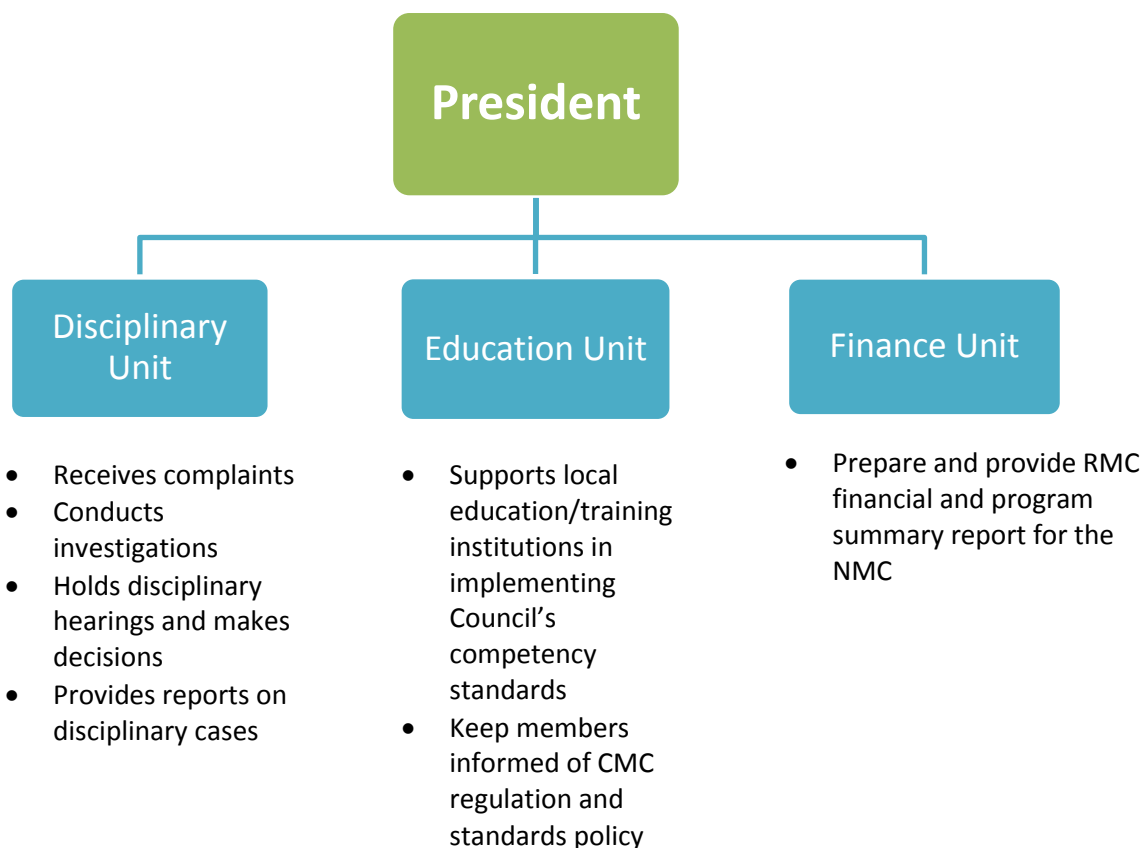 President
Disciplinary
Unit
Education Unit
Finance Unit
• Receives complaints
• Conducts
investigations
• Holds disciplinary
hearings and makes
decisions
• Provides reports on
disciplinary cases
• Supports local
education/training
institutions in
implementing
Council’s
competency
standards
• Keep members
informed of CMC
regulation and
standards policy
• Prepare and provide RMC
financial and program
summary report for the
NMC